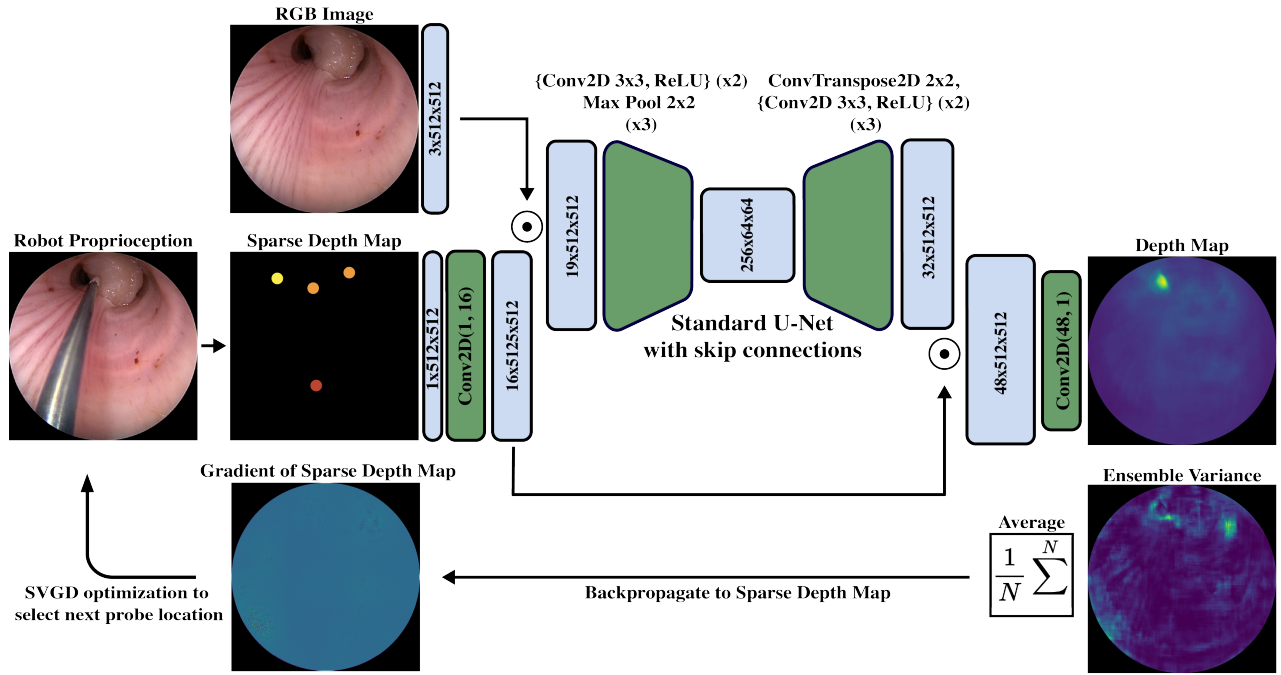 RGB Image
3x512x512
{Conv2D 3x3, ReLU} (x2)
Max Pool 2x2
(x3)
ConvTranspose2D 2x2,
{Conv2D 3x3, ReLU} (x2)
(x3)
Robot Proprioception
Sparse Depth Map
1x512x512
Conv2D(1, 16)
16x5125x512
19x512x512
256x64x64
Standard U-Net
with skip connections
32x512x512
48x512x512
Conv2D(48, 1)
Depth Map
Gradient of Sparse Depth Map
Ensemble Variance
Average
1
N
∑
N
Backpropagate to Sparse Depth Map
SVGD optimization to
select next probe location